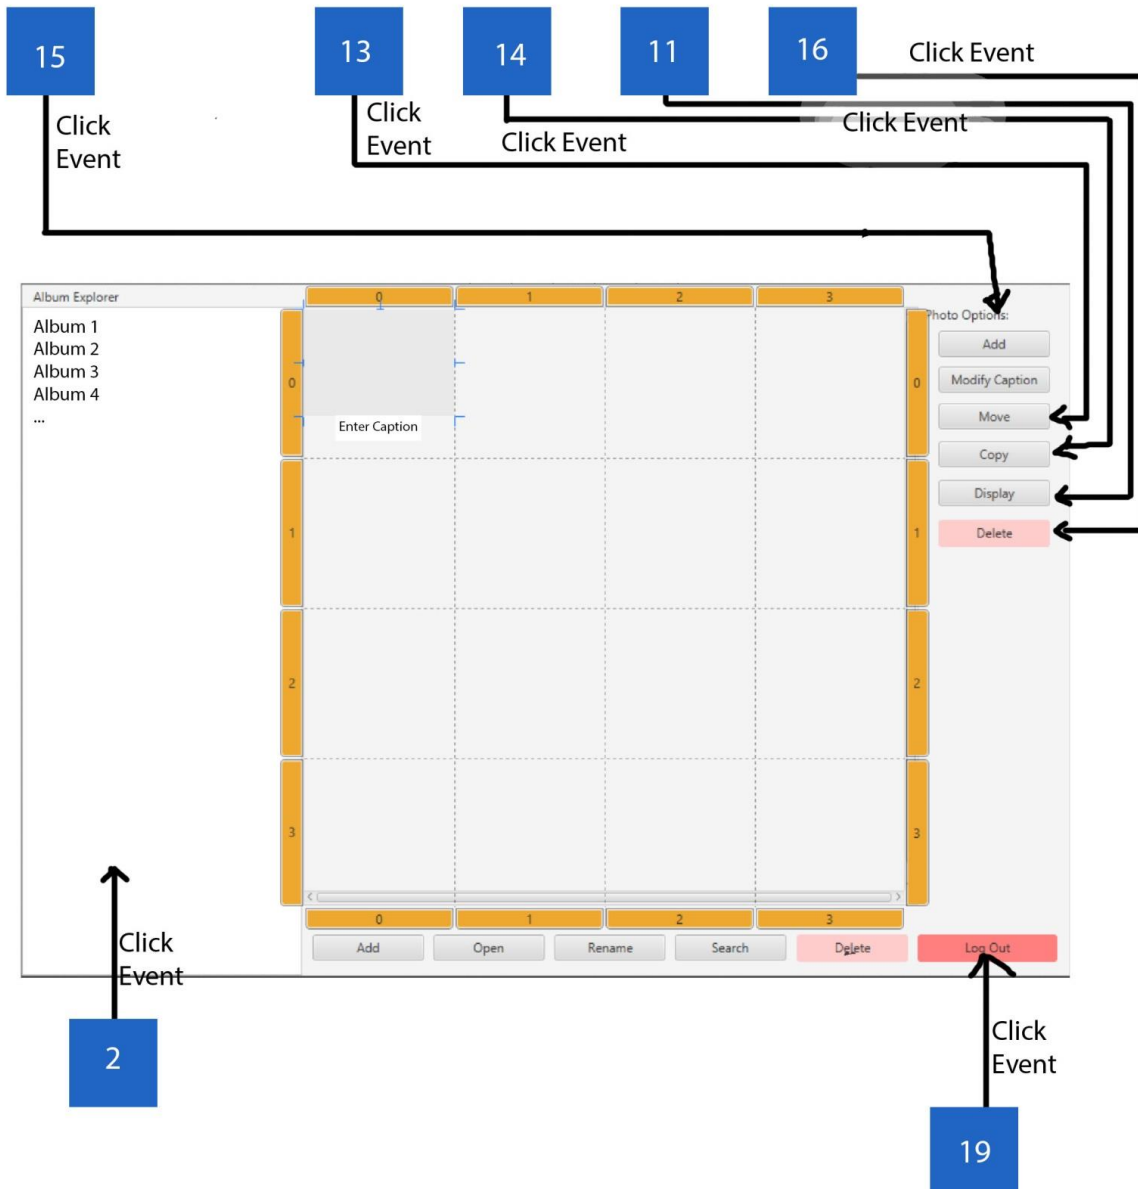 15
13
14
11
16
Click Event
Click
Event
Click
Event
Click Event
Click Event
Album Explorer
0
1
2
3
Photo Options:
Album 1
Album 2
Album 3
Album 4
...
0
0
Add
Modify Caption
Move
Enter Caption
Copy
Display
1
1
Delete
2
2
3
3
0
1
2
3
Add
Open
Rename
Search
Delete
Log Out
Click
Event
2
Click
Event
19